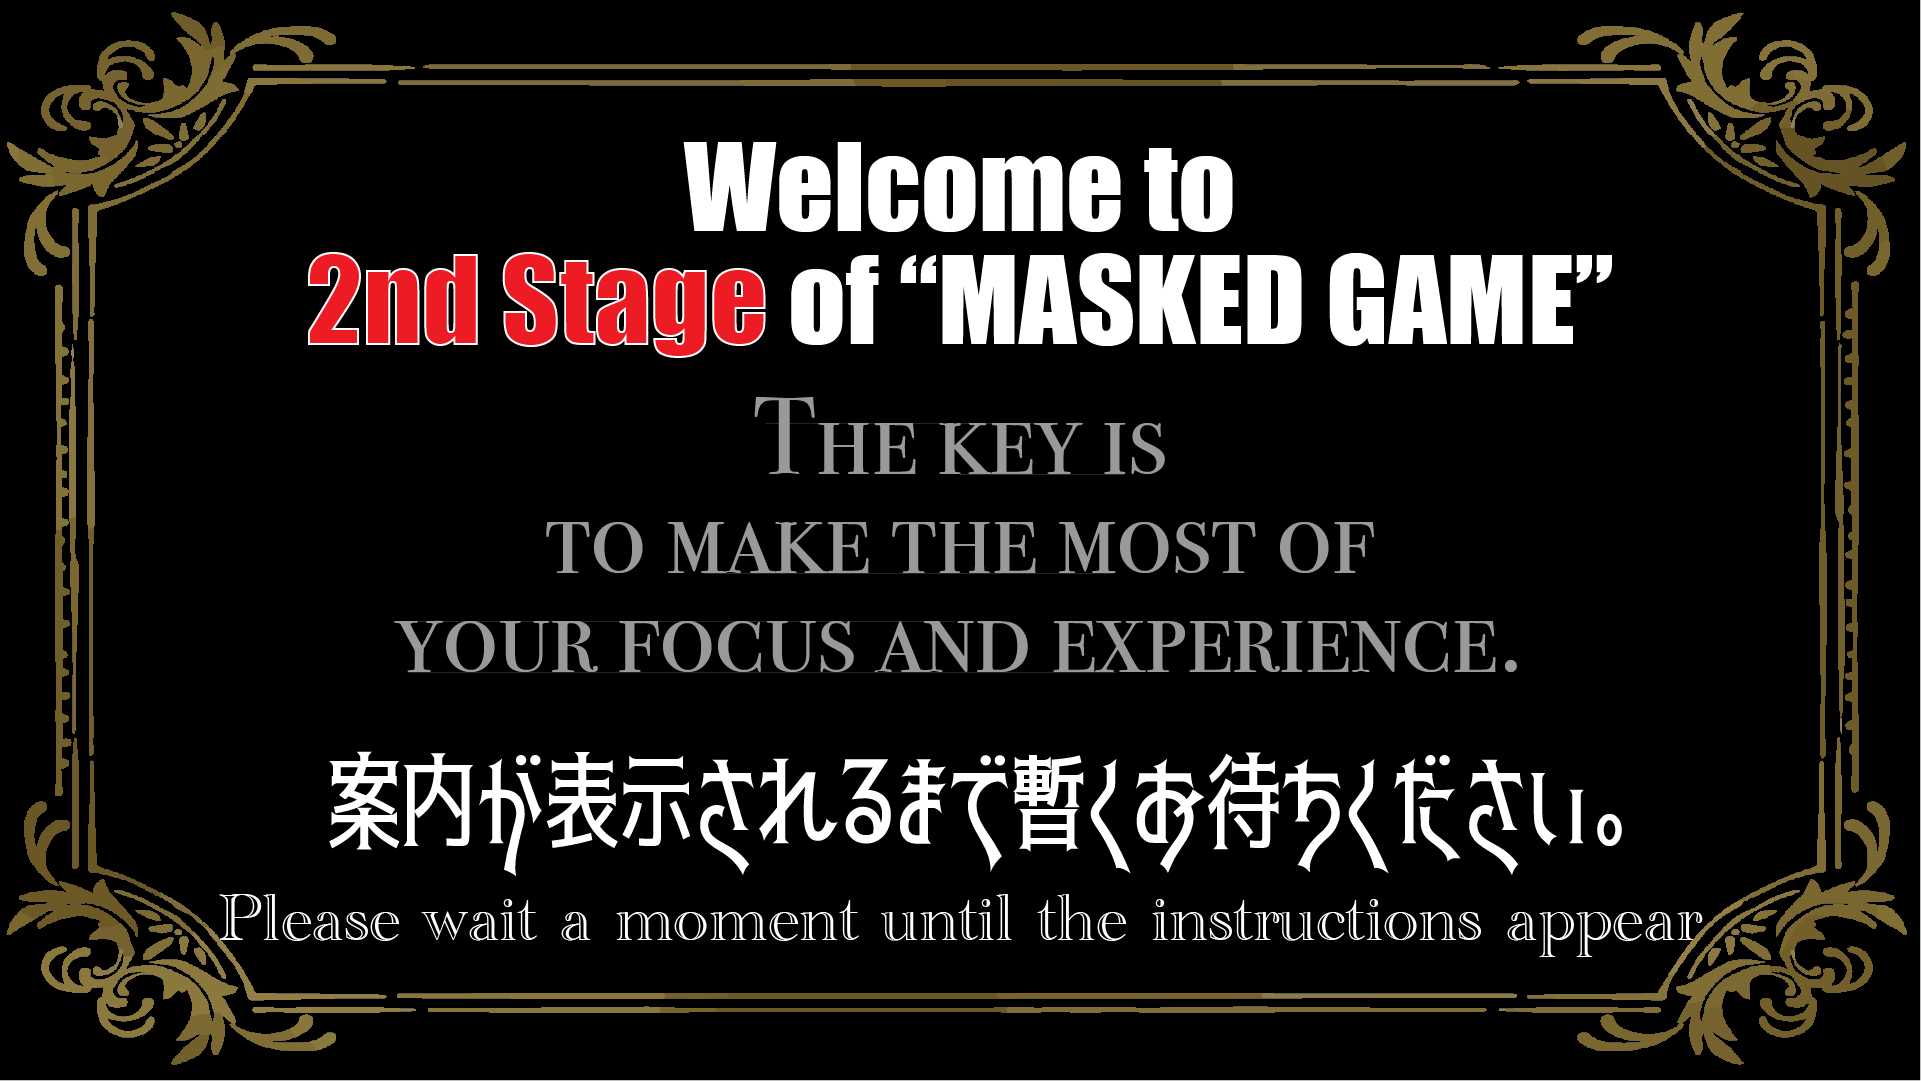 Welcome to
2nd Stage of “MASKED GAME”
The key is
to make the most of
your focus and experience.
案内が表示されるまで暫くお待ちください。
Please wait a moment until the instructions appear